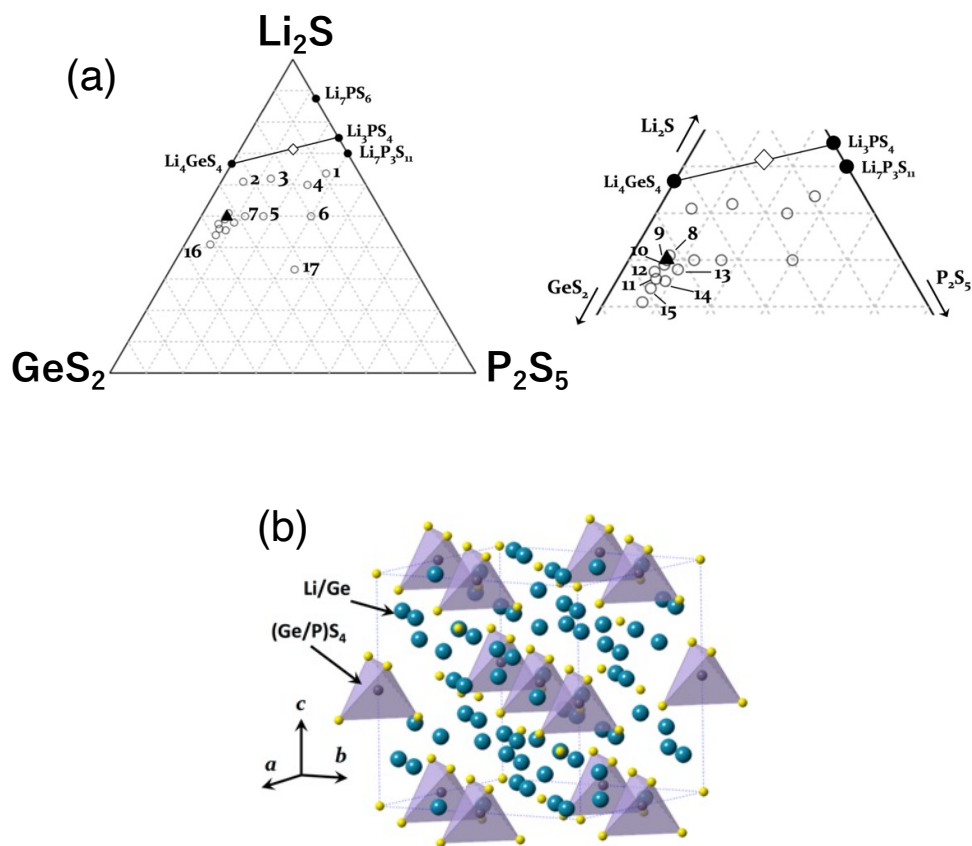 (a)
Li₂S
Li₇PS₆
Li₃PS₄
Li₇P₃S₁₁
Li₄GeS₄
1
2
3
4
7
5
6
16
17
GeS₂
P₂S₅
Li₂S
Li₃PS₄
Li₇P₃S₁₁
Li₄GeS₄
9
8
10
12
13
11
14
15
GeS₂
P₂S₅
(b)
Li/Ge
(Ge/P)S₄
c
a
b